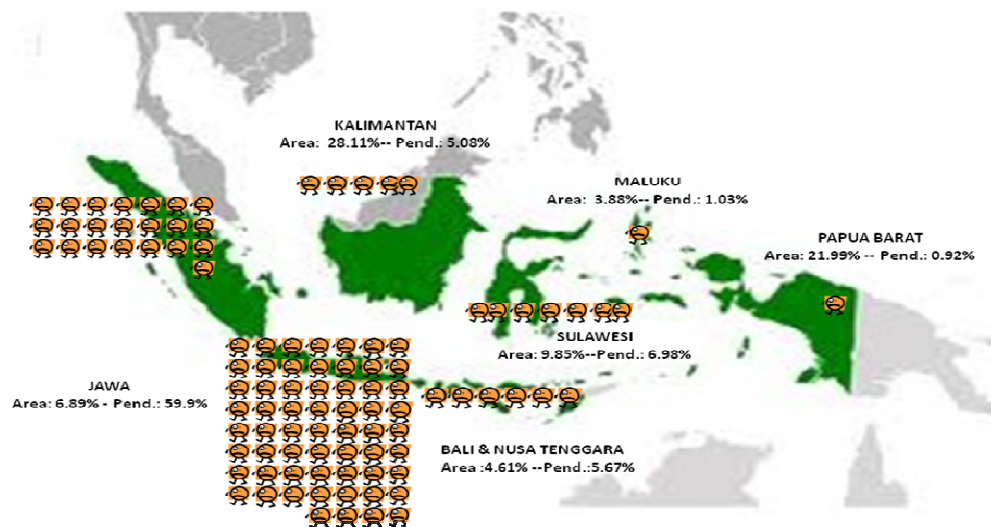 KALIMANTAN
Area:  28.11%-- Pend.: 5.08%
MALUKU
Area:  3.88%-- Pend.: 1.03%
PAPUA BARAT
Area: 21.99% -- Pend.: 0.92%
SULAWESI
Area: 9.85%--Pend.: 6.98%
JAWA
Area: 6.89% - Pend.: 59.9%
BALI & NUSA TENGGARA
Area :4.61% --Pend.:5.67%